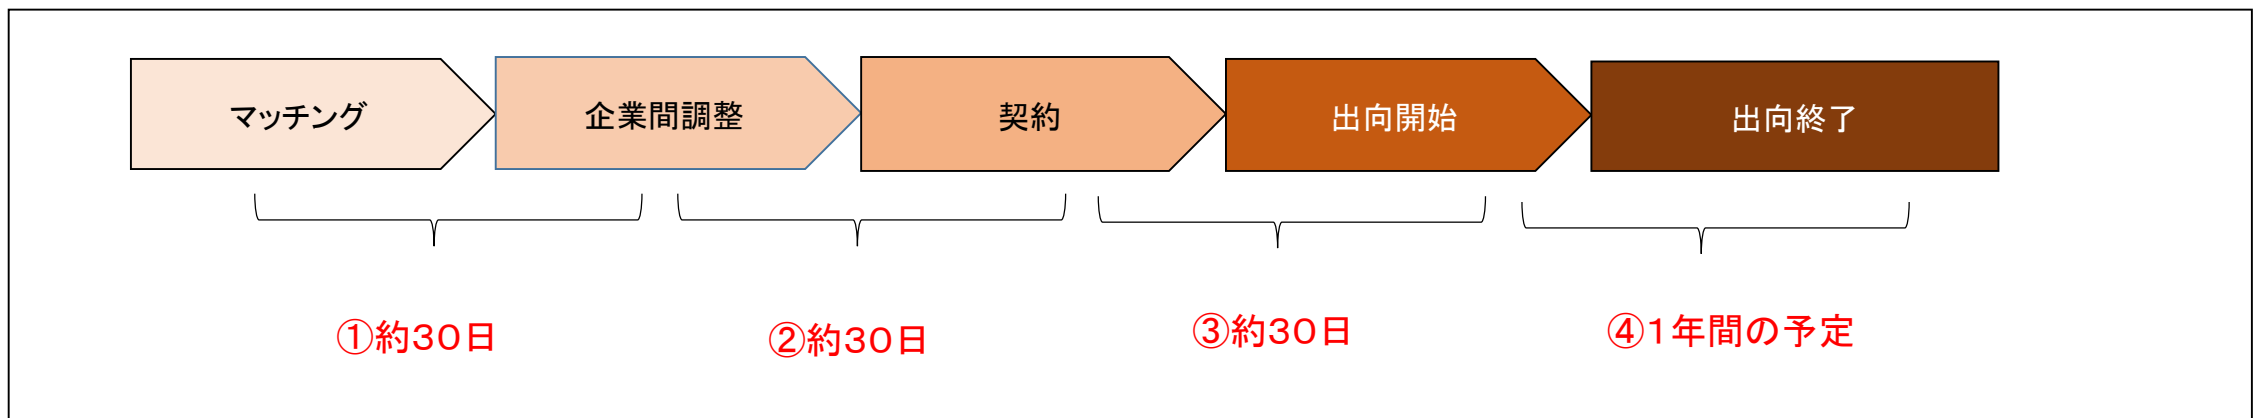 マッチング
企業間調整
契約
出向開始
出向終了
①約３０日
②約３０日
③約３０日
④１年間の予定